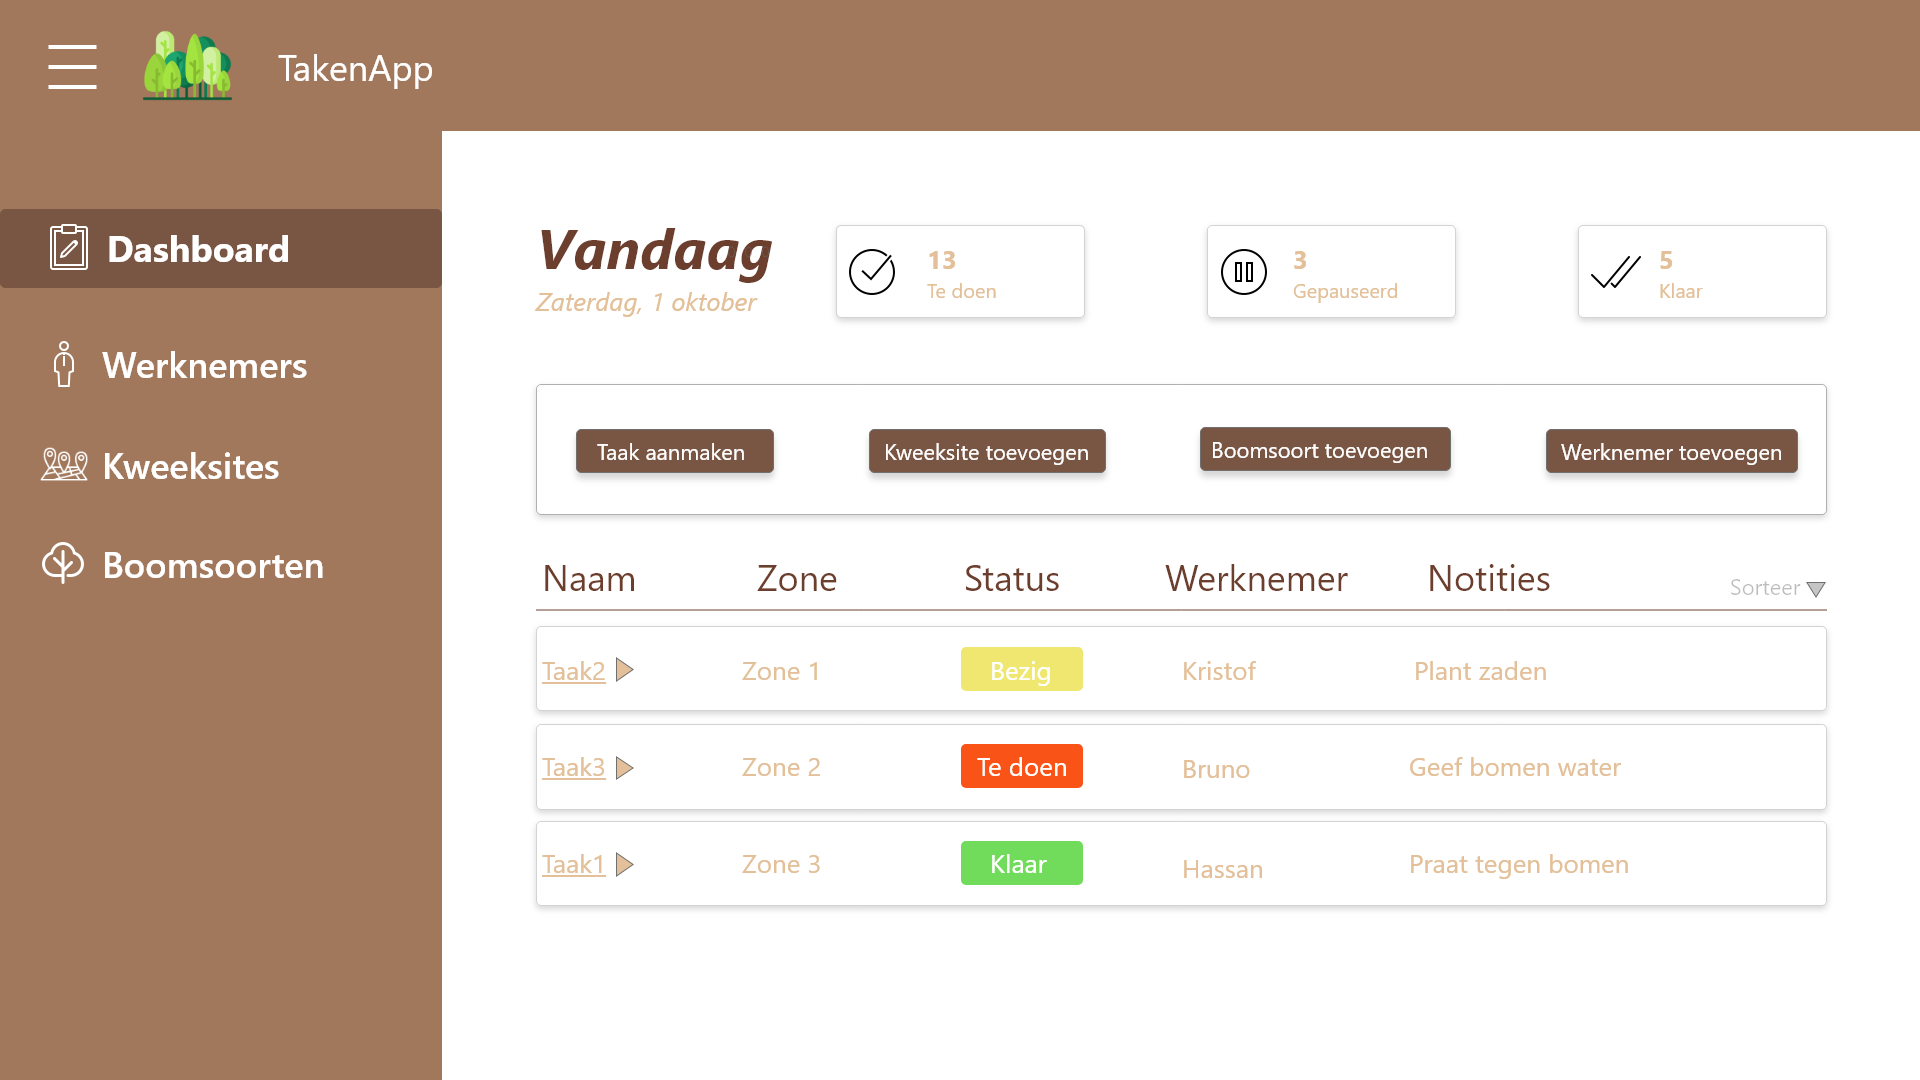 TakenApp
Dashboard
Werknemers
Kweeksites
Boomsoorten
Vandaag
Zaterdag, 1 oktober
13
Te doen
3
Gepauseerd
5
Klaar
Taak aanmaken
Kweeksite toevoegen
Boomsoort toevoegen
Werknemer toevoegen
Naam Zone Status Werknemer Notities Sorteer
Taak2 Zone 1 Bezig Kristof Plant zaden
Taak3 Zone 2 Te doen Bruno Geef bomen water
Taak1 Zone 3 Klaar Hassan Praat tegen bomen